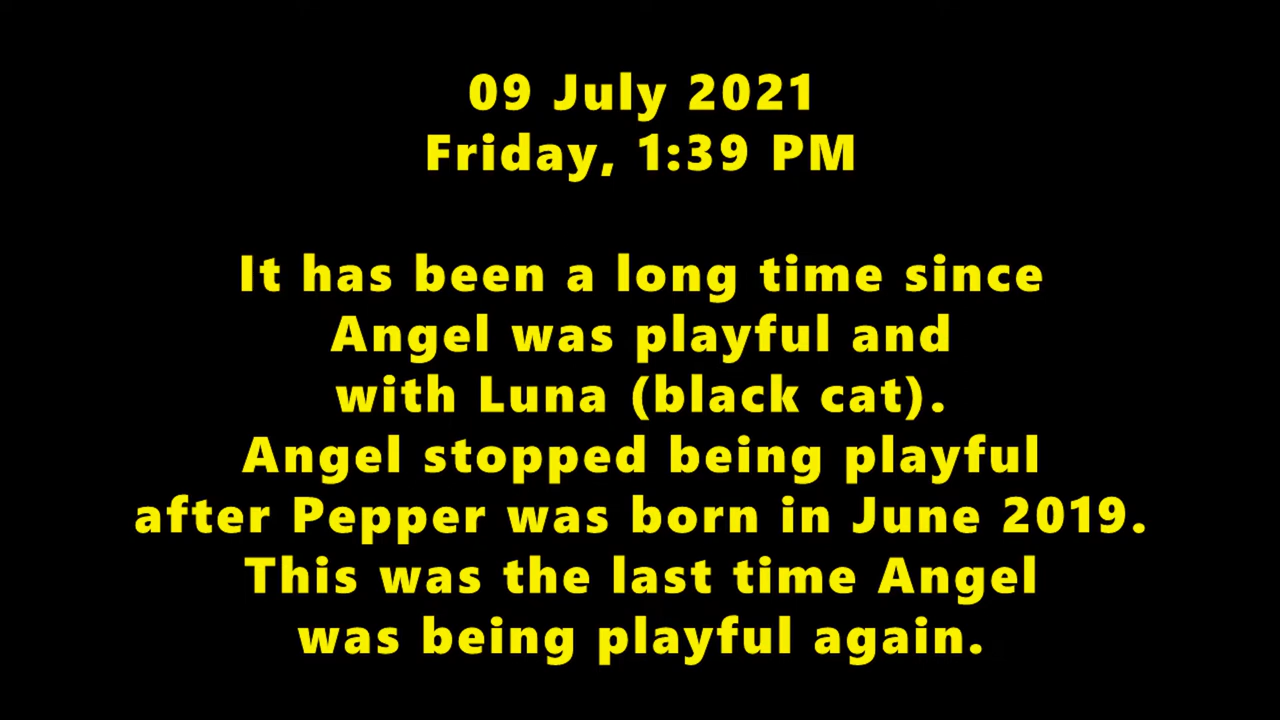 09 July 2021
Friday, 1:39 PM
It has been a long time since
Angel was playful and
with Luna (black cat).
Angel stopped being playful
after Pepper was born in June 2019.
This was the last time Angel
was being playful again.